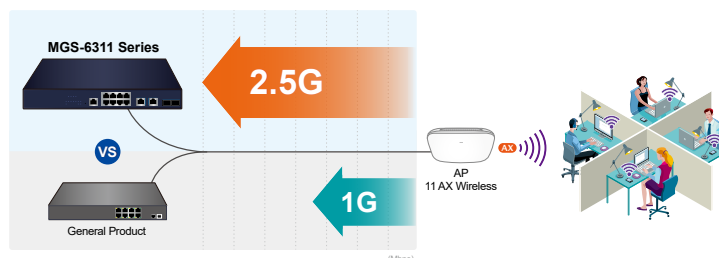 MGS-6311 Series
2.5G
VS
AX
AP
11 AX Wireless
1G
General Product